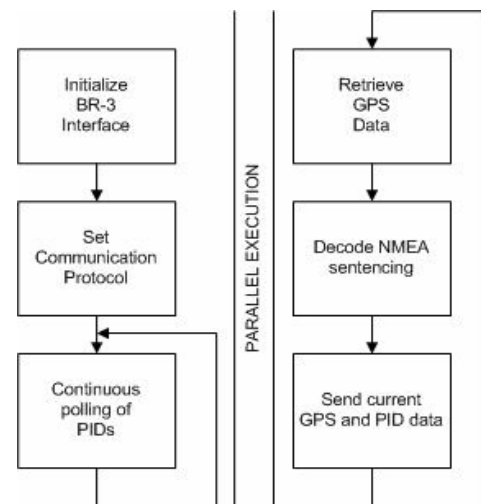 Initialize
BR-3
Interface
Set
Communication
Protocol
Continuous
polling of
PIDs
PARALLEL EXECUTION
Retrieve
GPS
Data
Decode NMEA
sentencing
Send current
GPS and PID data